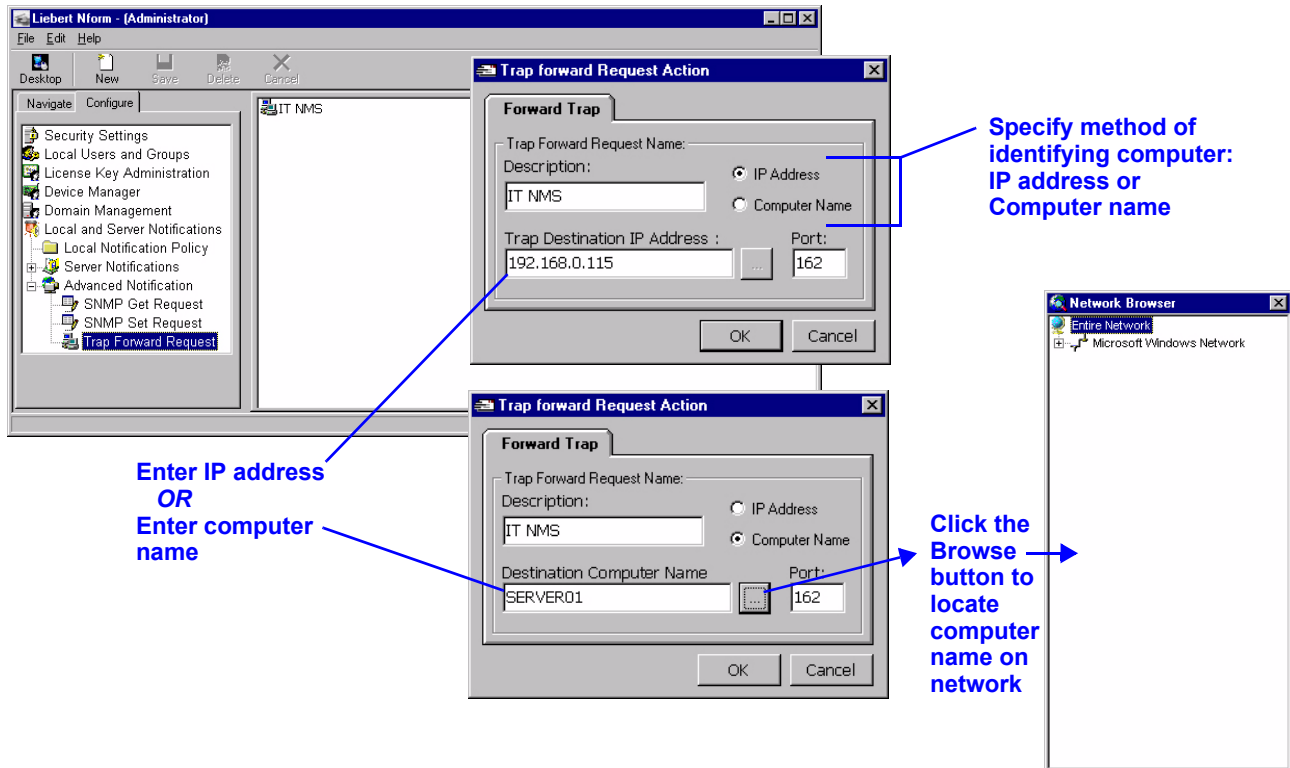 Liebert Nform - (Administrator)
File Edit Help
Desktop New Save Delete Cancel
Navigate Configure
Security Settings
Local Users and Groups
License Key Administration
Device Manager
Domain Management
Local and Server Notifications
Local Notification Policy
Server Notifications
Advanced Notification
SNMP Get Request
SNMP Set Request
Trap Forward Request
IT NMS
Trap forward Request Action
Forward Trap
Trap Forward Request Name:
Description:
IT NMS
IP Address
Computer Name
Trap Destination IP Address :
Port:
192.168.0.115
...
162
OK Cancel
Specify method of
identifying computer:
IP address or
Computer name
Enter IP address
OR
Enter computer
name
Trap forward Request Action
Forward Trap
Trap Forward Request Name:
Description:
IT NMS
IP Address
Computer Name
Destination Computer Name
Port:
SERVER01
...
162
OK Cancel
Click the
Browse
button to
locate
computer
name on
network
Network Browser
Entire Network
Microsoft Windows Network